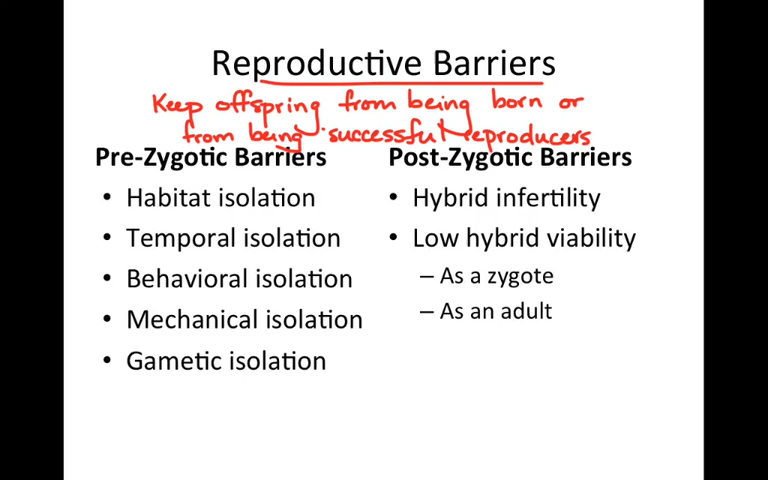 Reproductive Barriers
Keep offspring from being born or
from being successful reproducers
Pre-Zygotic Barriers
• Habitat isolation
• Temporal isolation
• Behavioral isolation
• Mechanical isolation
• Gametic isolation
Post-Zygotic Barriers
• Hybrid infertility
• Low hybrid viability
– As a zygote
– As an adult